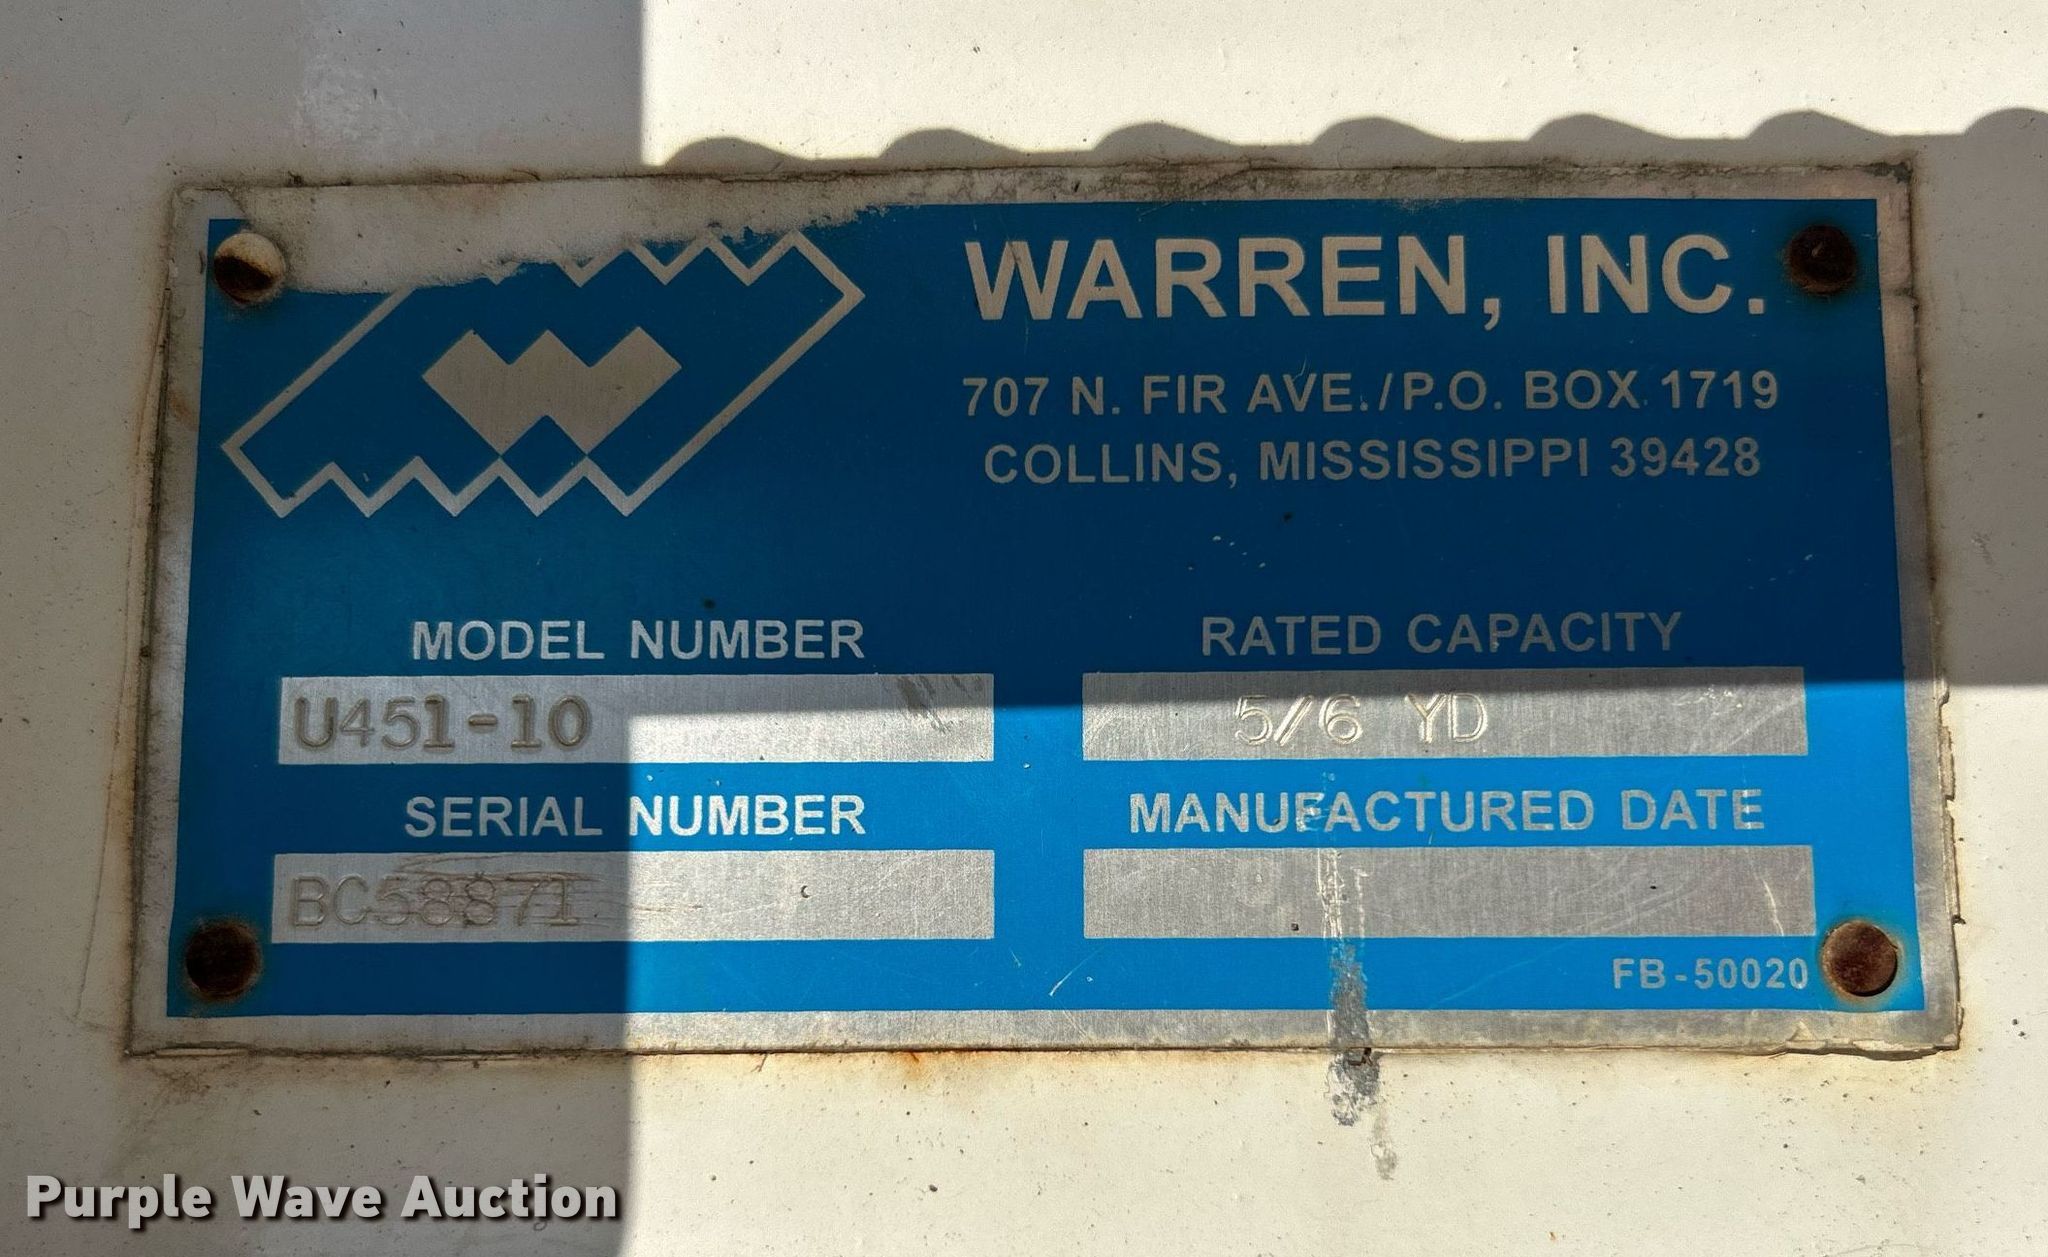 WARREN, INC.
707 N. FIR AVE./P.O. BOX 1719
COLLINS, MISSISSIPPI 39428
MODEL NUMBER
U451-10
RATED CAPACITY
5/6 YD
SERIAL NUMBER
BC58871
MANUFACTURED DATE
FB-50020
Purple Wave Auction